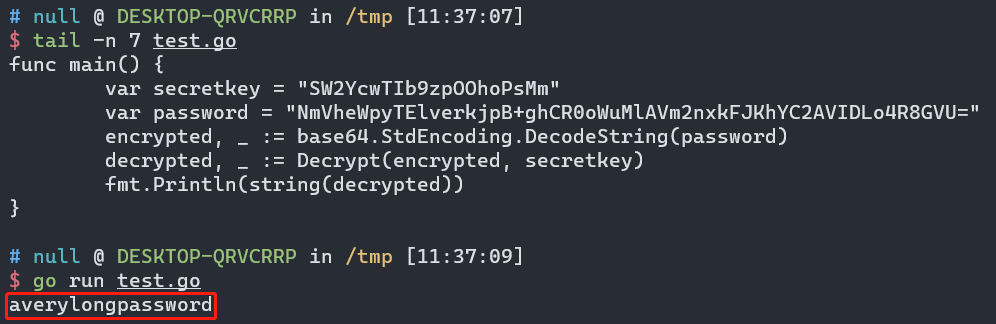 # null @ DESKTOP-QRVCRRP in /tmp [11:37:07]
$ tail -n 7 test.go
func main() {
        var secretkey = "SW2YcwTIb9zpOOhoPsMm"
        var password = "NmVheWpyTElverkjpB+ghCR0oWuMlAVm2nxkFJKhYC2AVIDLo4R8GVU="
        encrypted, _ := base64.StdEncoding.DecodeString(password)
        decrypted, _ := Decrypt(encrypted, secretkey)
        fmt.Println(string(decrypted))
}
# null @ DESKTOP-QRVCRRP in /tmp [11:37:09]
$ go run test.go
averylongpassword